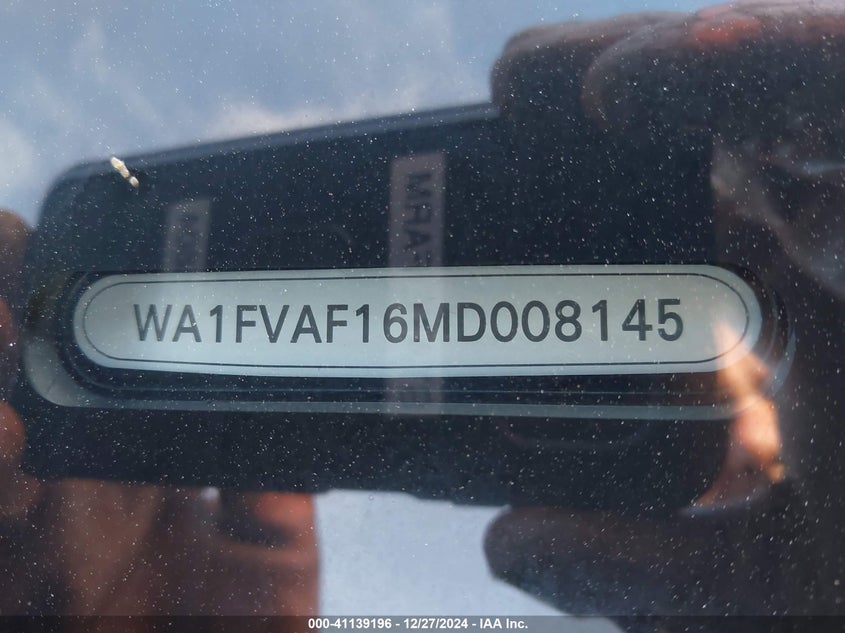 WA1FVAF16MD008145
000-41139196 - 12/27/2024 - IAA Inc.